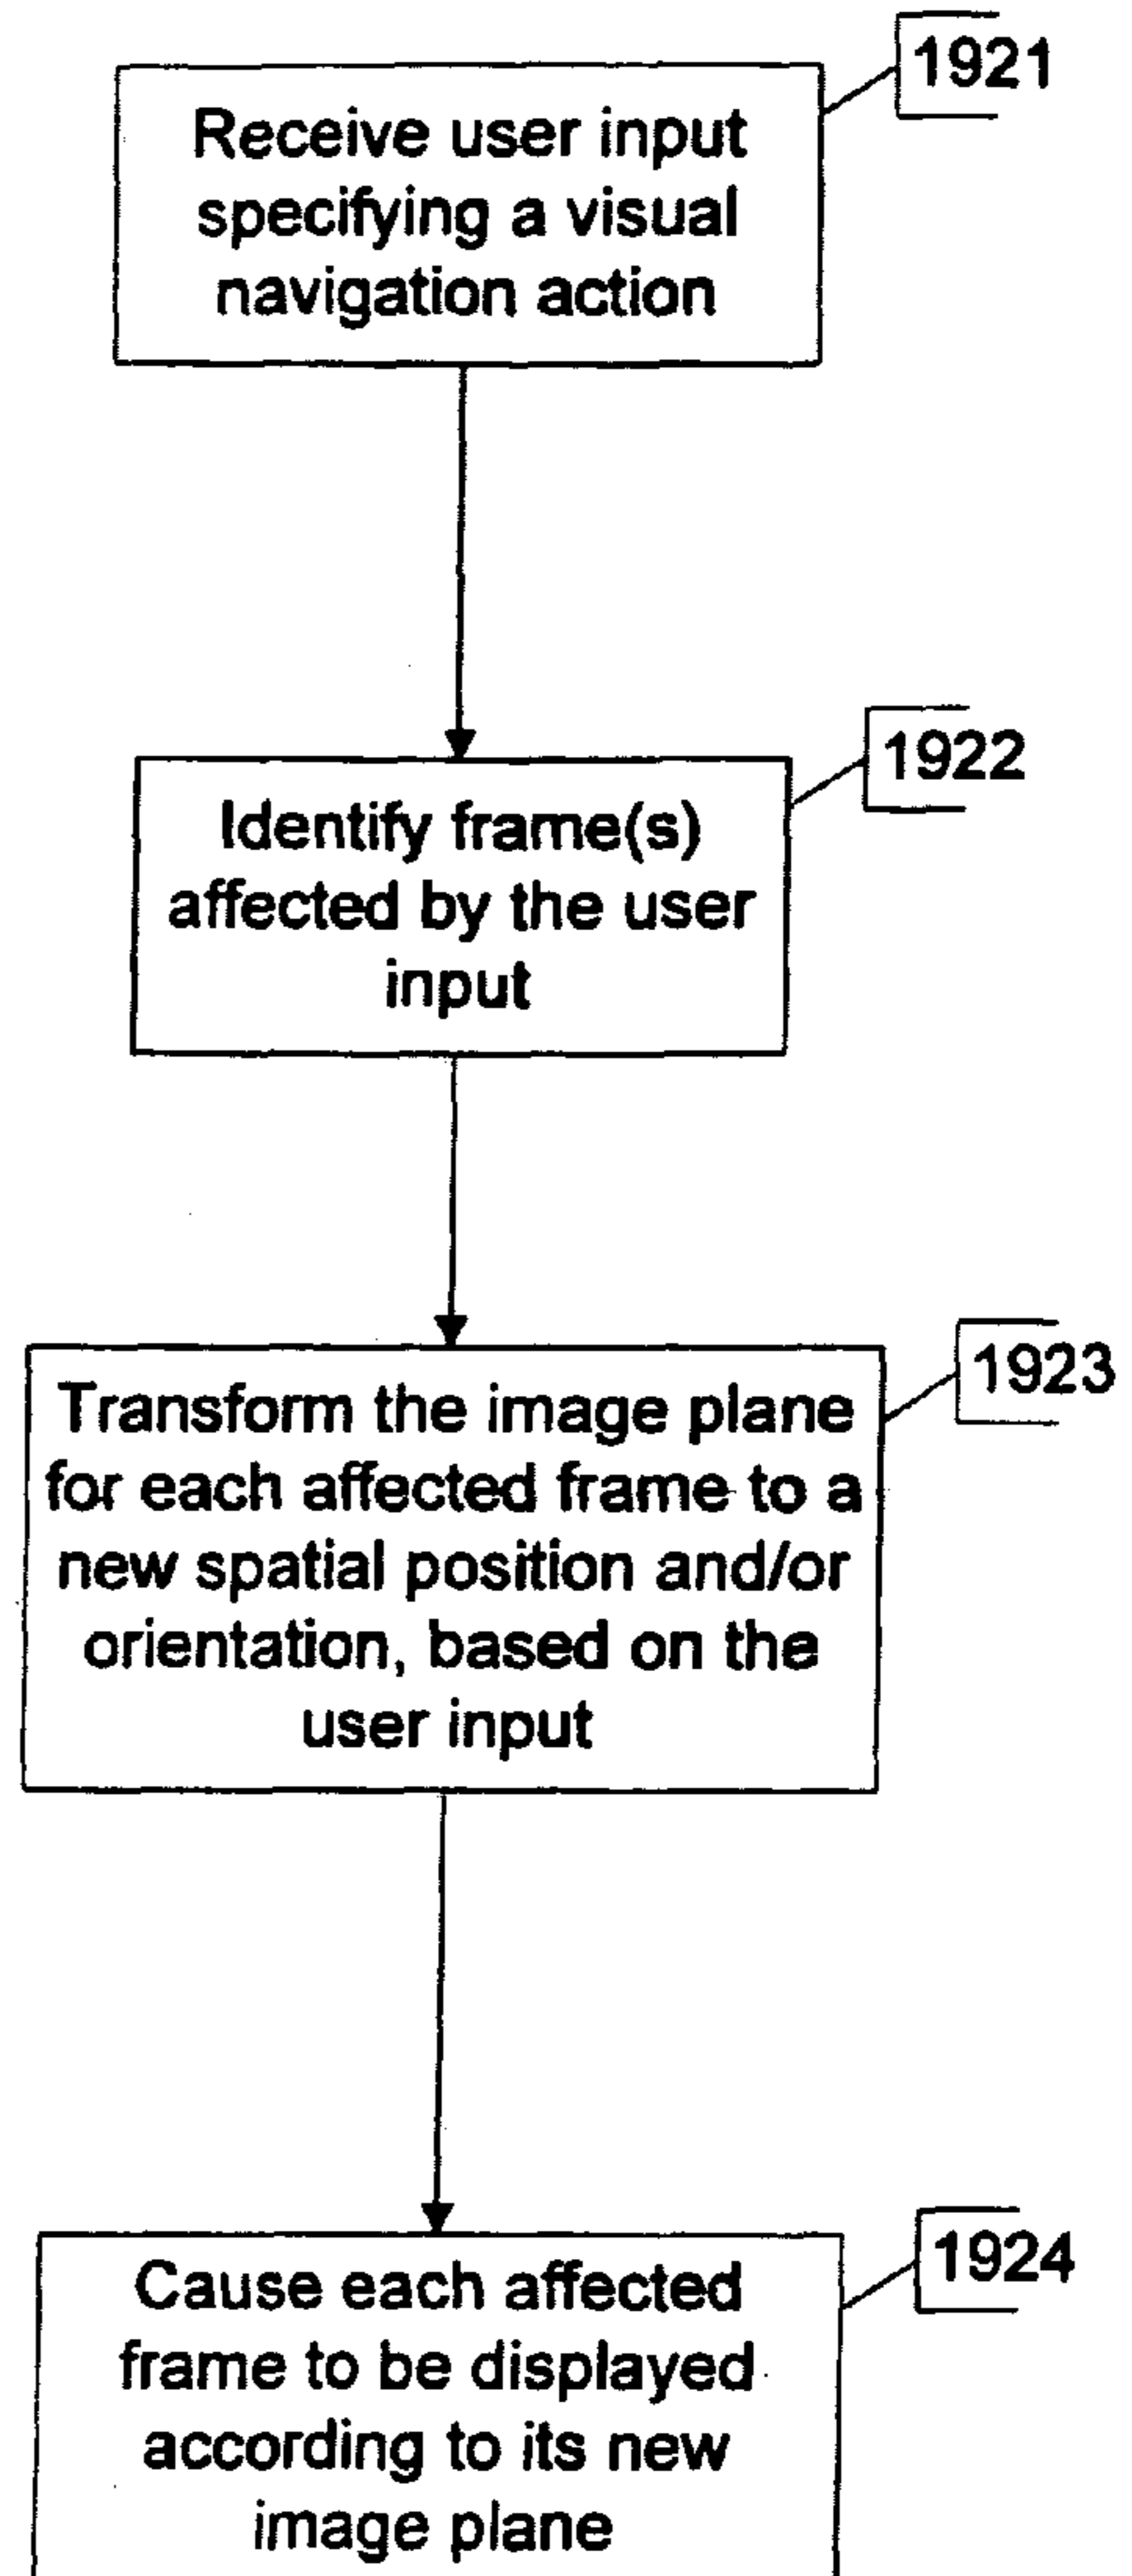 1921
Receive user input
specifying a visual
navigation action
1922
Identify frame(s)
affected by the user
input
1923
Transform the image plane
for each affected frame to a
new spatial position and/or
orientation, based on the
user input
1924
Cause each affected
frame to be displayed
according to its new
image plane